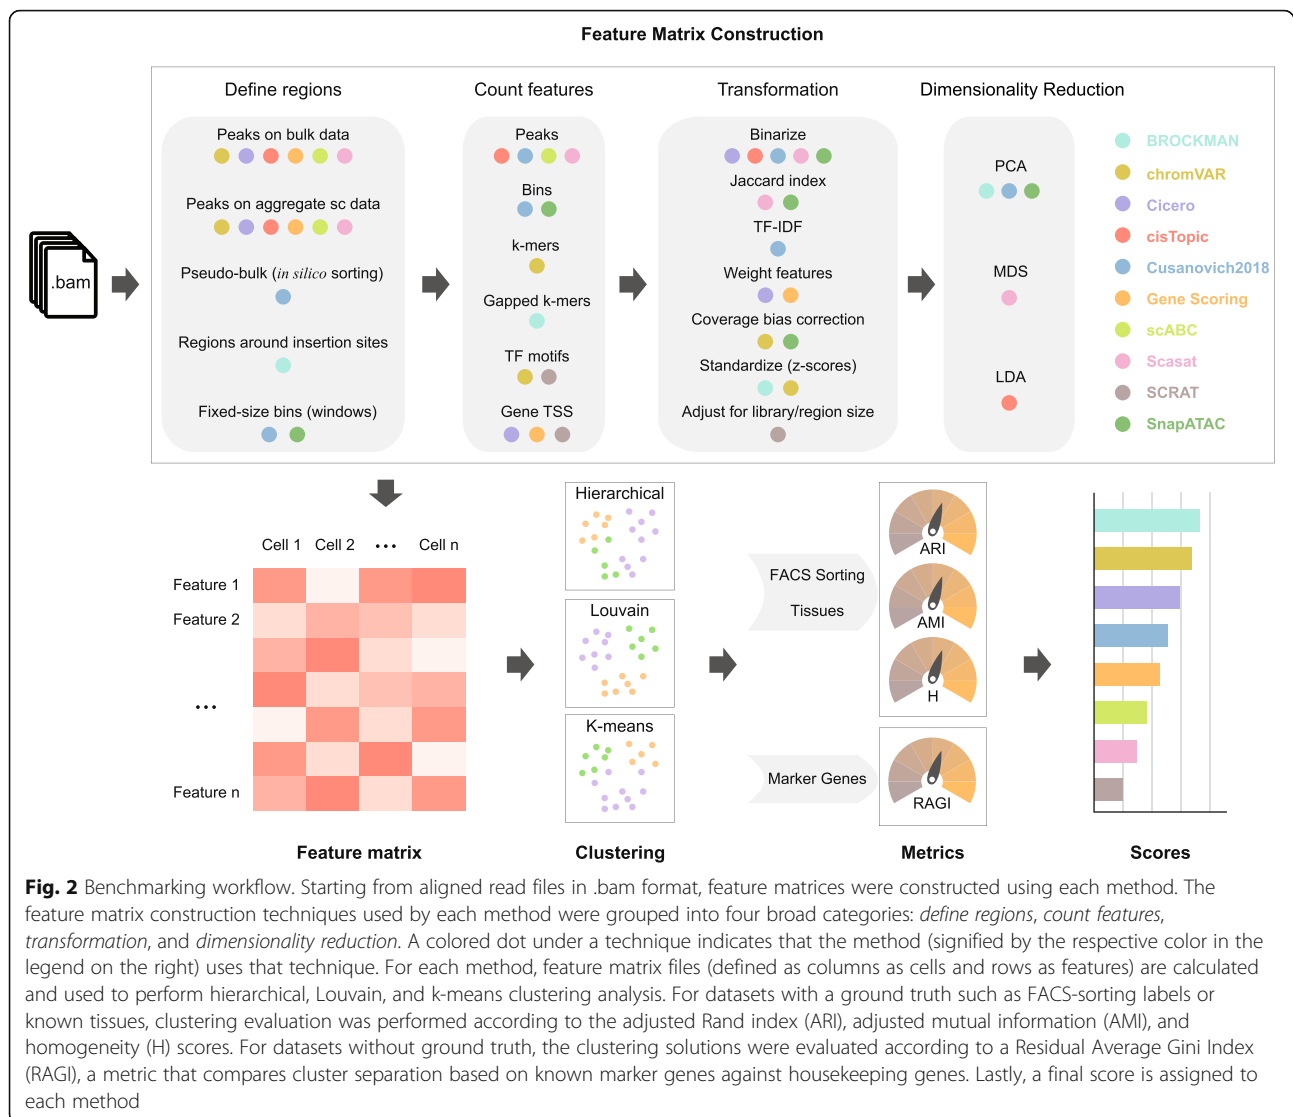 Feature Matrix Construction
Define regions
Count features
Transformation
Dimensionality Reduction
.bam
Peaks on bulk data
Peaks on aggregate sc data
Pseudo-bulk (in silico sorting)
Regions around insertion sites
Fixed-size bins (windows)
Peaks
Bins
k-mers
Gapped k-mers
TF motifs
Gene TSS
Binarize
Jaccard index
TF-IDF
Weight features
Coverage bias correction
Standardize (z-scores)
Adjust for library/region size
PCA
MDS
LDA
BROCKMAN
chromVAR
Cicero
cisTopic
Cusanovich2018
Gene Scoring
scABC
Scasat
SCRAT
SnapATAC
Cell 1 Cell 2 ... Cell n
Feature 1
Feature 2
...
Feature n
Feature matrix
Hierarchical
Louvain
K-means
Clustering
FACS Sorting
Tissues
Marker Genes
ARI
AMI
H
RAGI
Metrics
Scores
Fig. 2 Benchmarking workflow. Starting from aligned read files in .bam format, feature matrices were constructed using each method. The
feature matrix construction techniques used by each method were grouped into four broad categories: define regions, count features,
transformation, and dimensionality reduction. A colored dot under a technique indicates that the method (signified by the respective color in the
legend on the right) uses that technique. For each method, feature matrix files (defined as columns as cells and rows as features) are calculated
and used to perform hierarchical, Louvain, and k-means clustering analysis. For datasets with a ground truth such as FACS-sorting labels or
known tissues, clustering evaluation was performed according to the adjusted Rand index (ARI), adjusted mutual information (AMI), and
homogeneity (H) scores. For datasets without ground truth, the clustering solutions were evaluated according to a Residual Average Gini Index
(RAGI), a metric that compares cluster separation based on known marker genes against housekeeping genes. Lastly, a final score is assigned to
each method